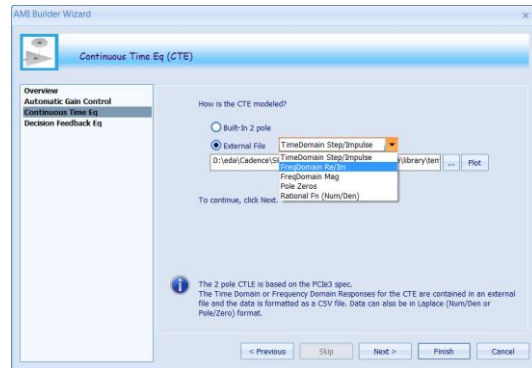 AMI Builder Wizard
Continuous Time Eq (CTE)
Overview
Automatic Gain Control
Continuous Time Eq
Decision Feedback Eq
How is the CTE modeled?
Built-In 2 pole
External File
TimeDomain Step/Impulse
D:\eda\Cadence\
\library\
... Plot
TimeDomain Step/Impulse
FreqDomain Re/Im
FreqDomain Mag
Pole Zeros
Rational Fn (Num/Den)
To continue, click Next.
The 2 pole CTLE is based on the PCIe3 spec.
The Time Domain or Frequency Domain Responses for the CTE are contained in an external
file and the data is formatted as a CSV file. Data can also be in Laplace (Num/Den or
Pole/Zero) format.
< Previous Skip Next > Finish Cancel